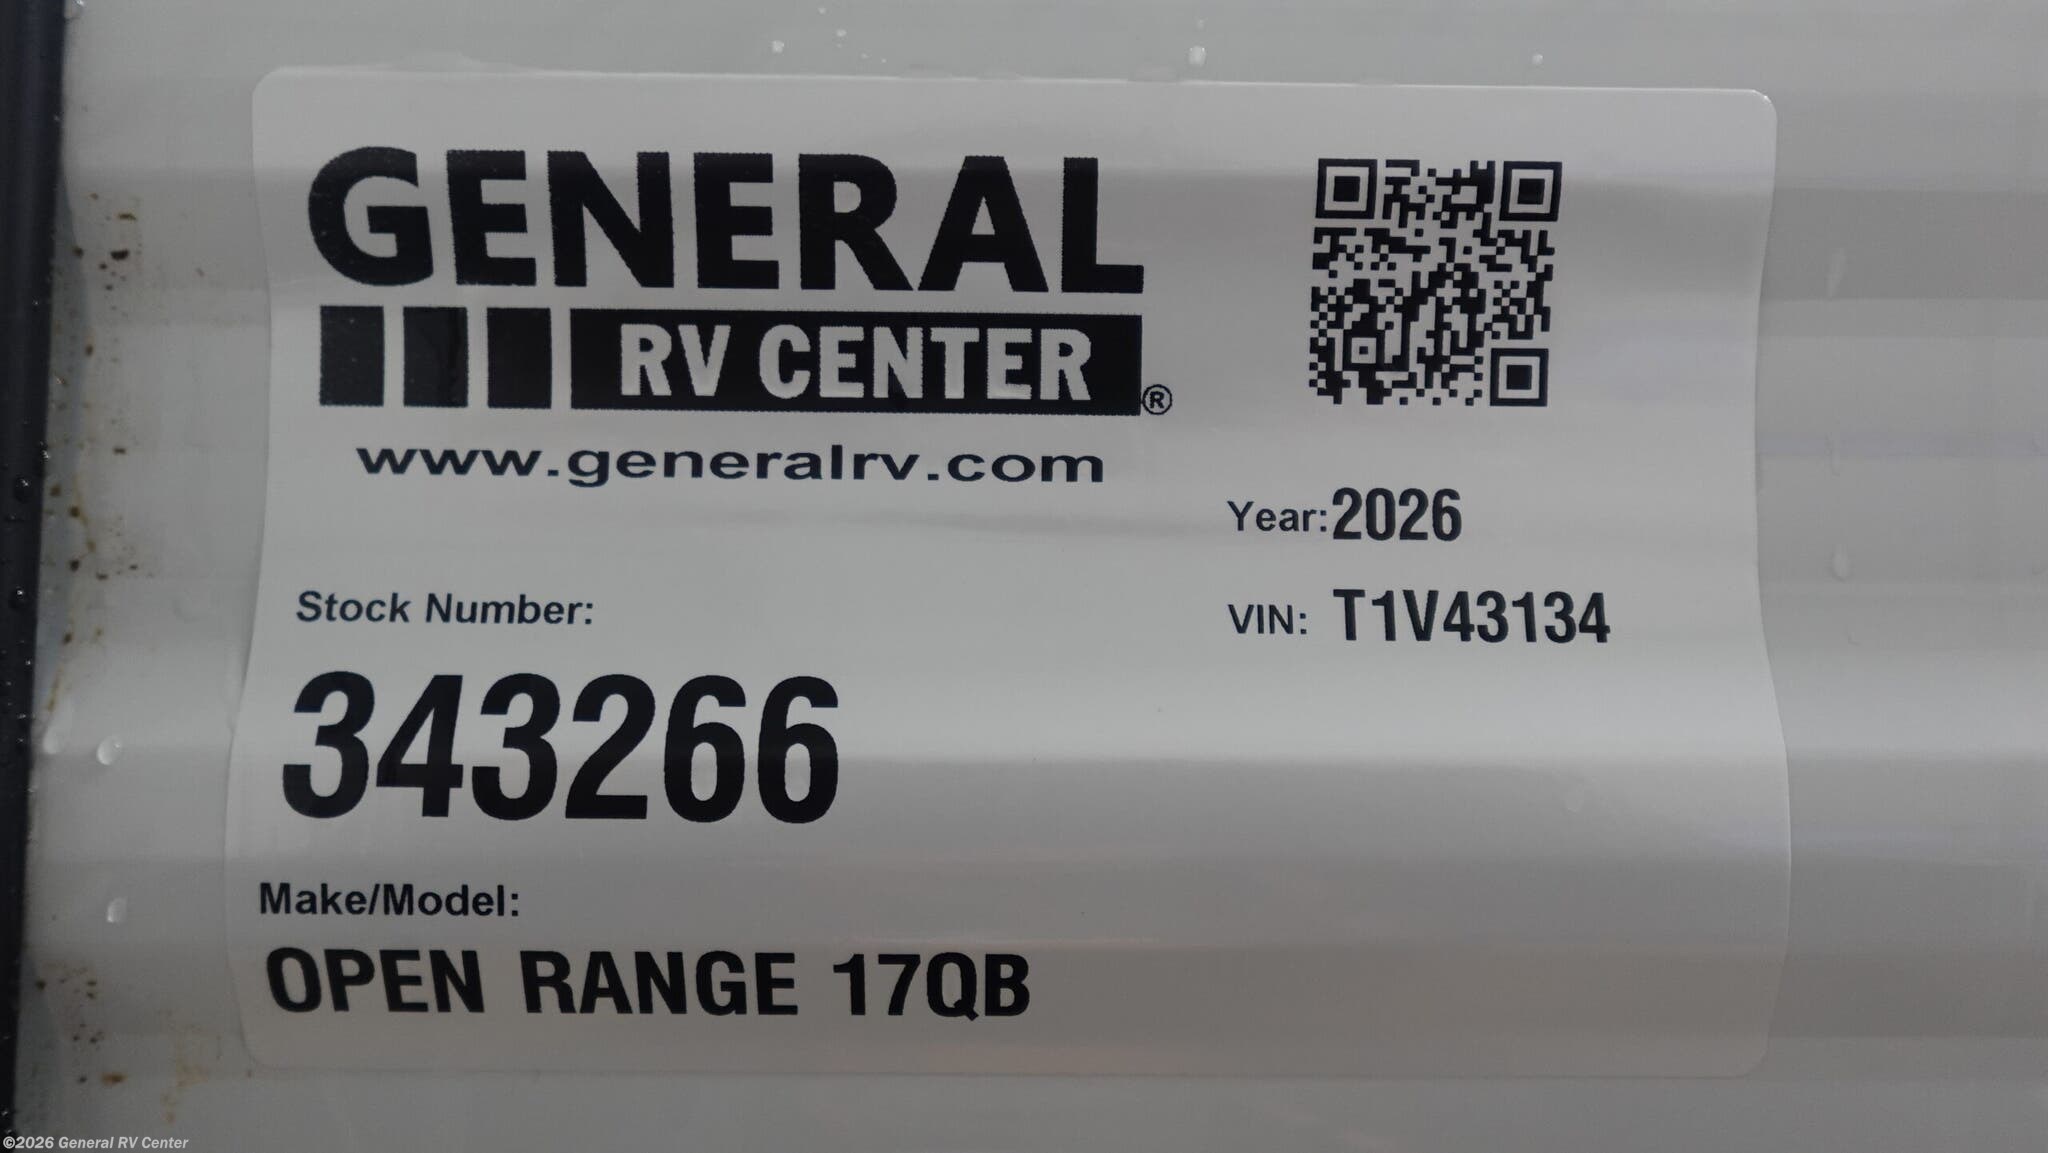 GENERAL
RV CENTER®
www.generalrv.com
Year: 2026
VIN: T1V43134
Stock Number:
343266
Make/Model:
OPEN RANGE 17QB
©2026 General RV Center